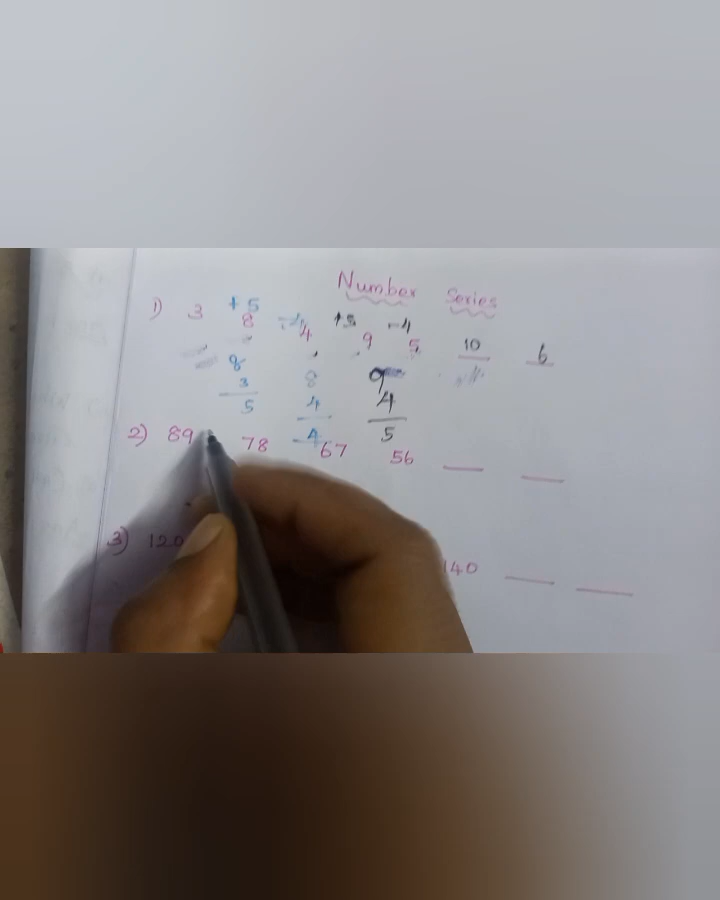 Number Series
+5 -4 +5 -4
1) 3 8 4 9 5 10 6
8 8 9
3 4 4
5 4 5
2) 89 78 67 56
3) 120 140